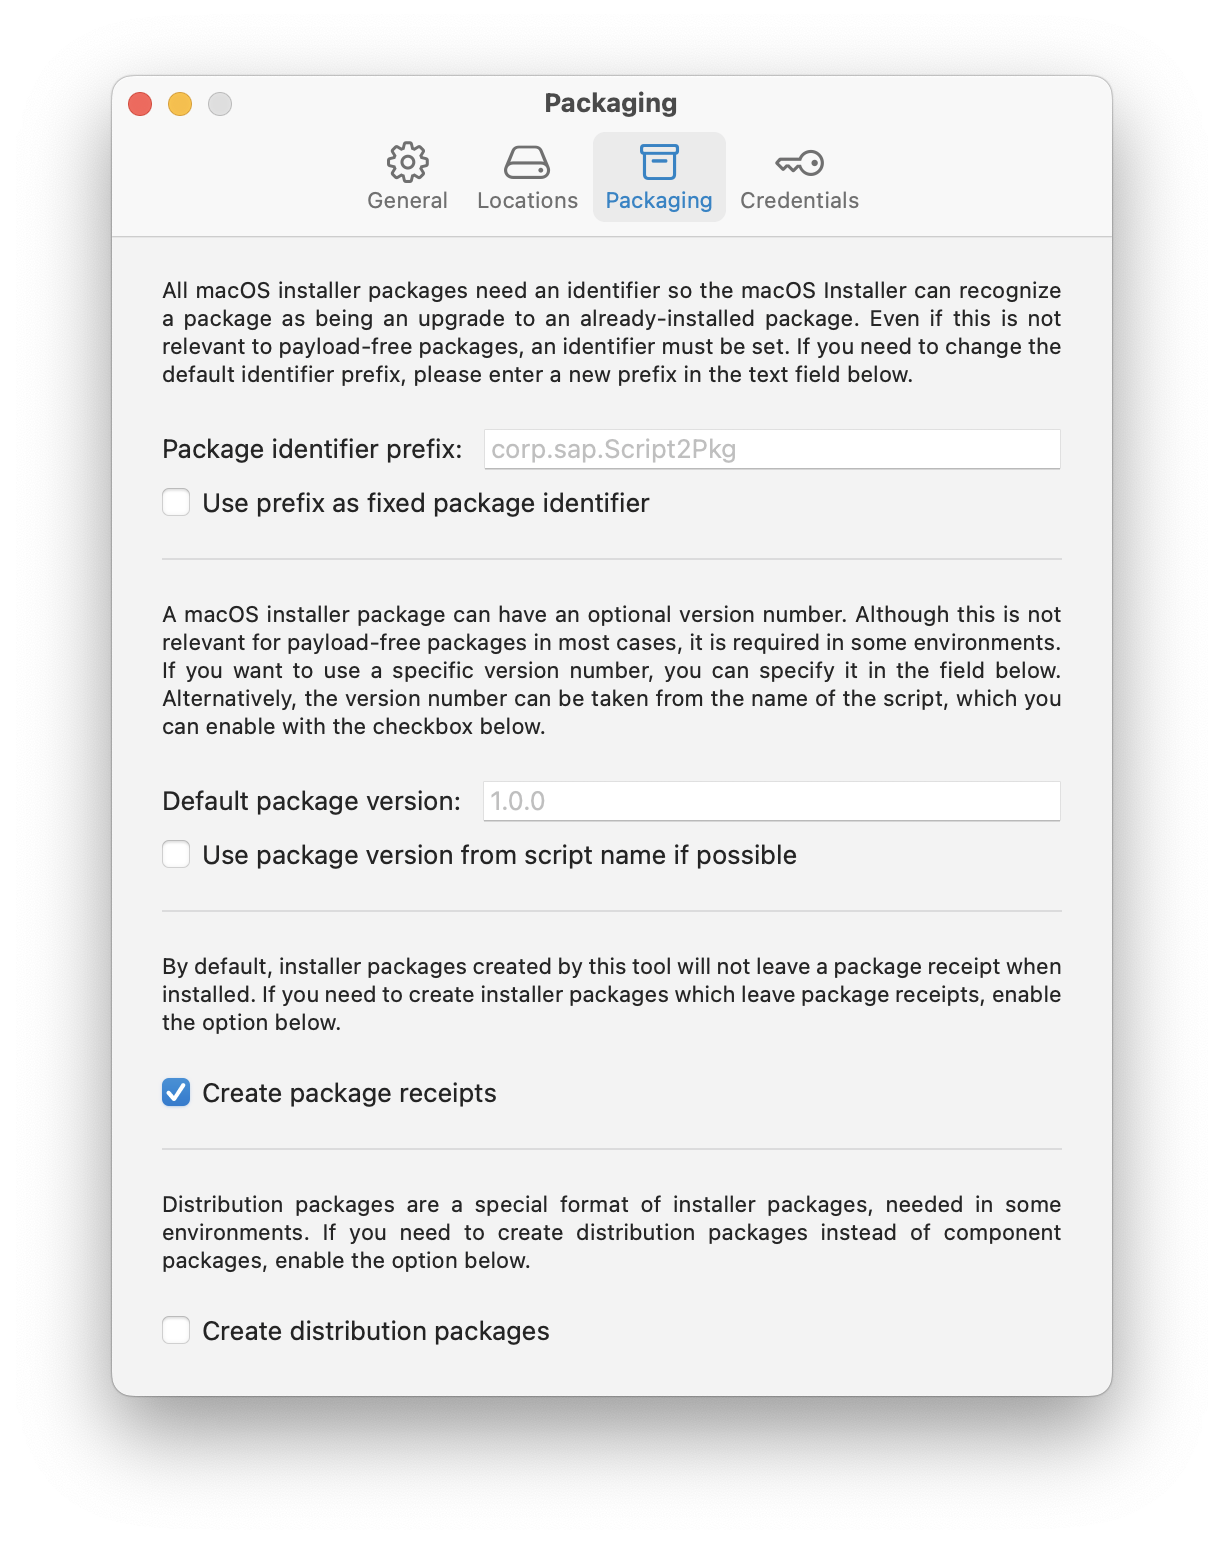 Packaging
General
Locations
Packaging
Credentials
All macOS installer packages need an identifier so the macOS Installer can recognize
a package as being an upgrade to an already-installed package. Even if this is not
relevant to payload-free packages, an identifier must be set. If you need to change the
default identifier prefix, please enter a new prefix in the text field below.
Package identifier prefix: corp.sap.Script2Pkg
Use prefix as fixed package identifier
A macOS installer package can have an optional version number. Although this is not
relevant for payload-free packages in most cases, it is required in some environments.
If you want to use a specific version number, you can specify it in the field below.
Alternatively, the version number can be taken from the name of the script, which you
can enable with the checkbox below.
Default package version: 1.0.0
Use package version from script name if possible
By default, installer packages created by this tool will not leave a package receipt when
installed. If you need to create installer packages which leave package receipts, enable
the option below.
Create package receipts
Distribution packages are a special format of installer packages, needed in some
environments. If you need to create distribution packages instead of component
packages, enable the option below.
Create distribution packages